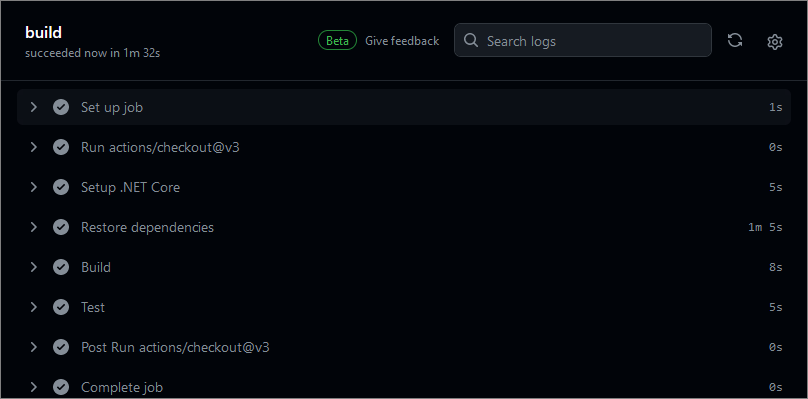 build
succeeded now in 1m 32s
Beta Give feedback
Search logs
Set up job 1s
Run actions/checkout@v3 0s
Setup .NET Core 5s
Restore dependencies 1m 5s
Build 8s
Test 5s
Post Run actions/checkout@v3 0s
Complete job 0s